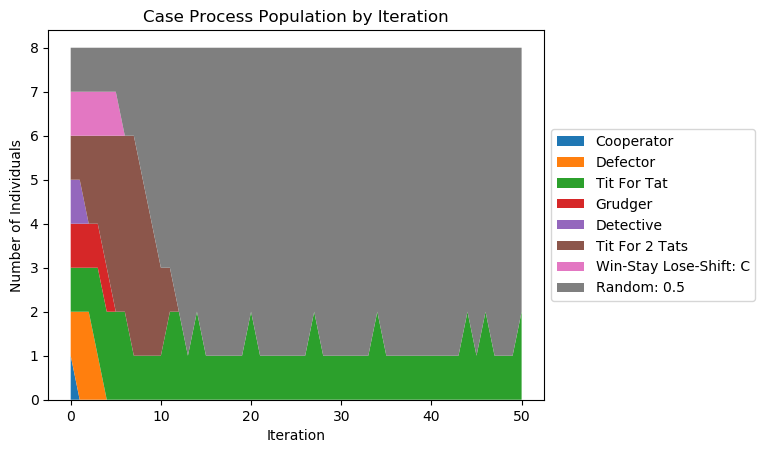 Case Process Population by Iteration
Number of Individuals
8
7
6
5
4
3
2
1
0
0 10 20 30 40 50
Iteration
Cooperator
Defector
Tit For Tat
Grudger
Detective
Tit For 2 Tats
Win-Stay Lose-Shift: C
Random: 0.5